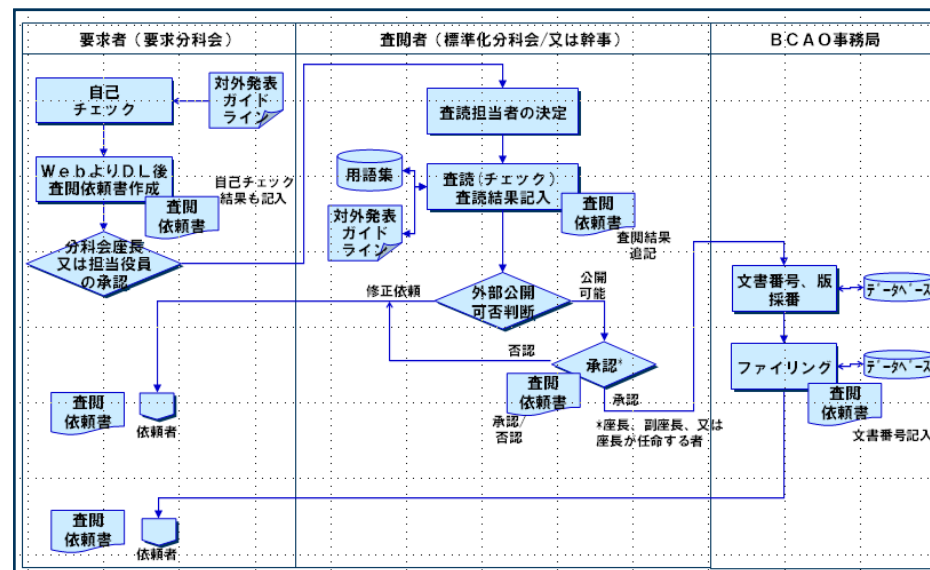 要求者（要求分科会）
査閲者（標準化分科会/又は幹事）
ＢＣＡＯ事務局
自己
チェック
対外発表
ガイド
ライン
ＷｅｂよりＤＬ後
査閲依頼書作成
自己チェック
結果も記入
査閲
依頼書
分科会座長
又は担当役員
の承認
査読担当者の決定
用語集
査読(チェック)
査読結果記入
対外発表
ガイド
ライン
査閲
依頼書
査閲結果
追記
修正依頼
外部公開
可否判断
公開
可能
否認
承認*
査閲
依頼書
承認/
否認
承認
*座長、副座長、又は
座長が任命する者
文書番号、版
採番
ﾃﾞｰﾀﾍﾞｰｽ
ファイリング
ﾃﾞｰﾀﾍﾞｰｽ
査閲
依頼書
文書番号記入
査閲
依頼書
依頼者
査閲
依頼書
依頼者